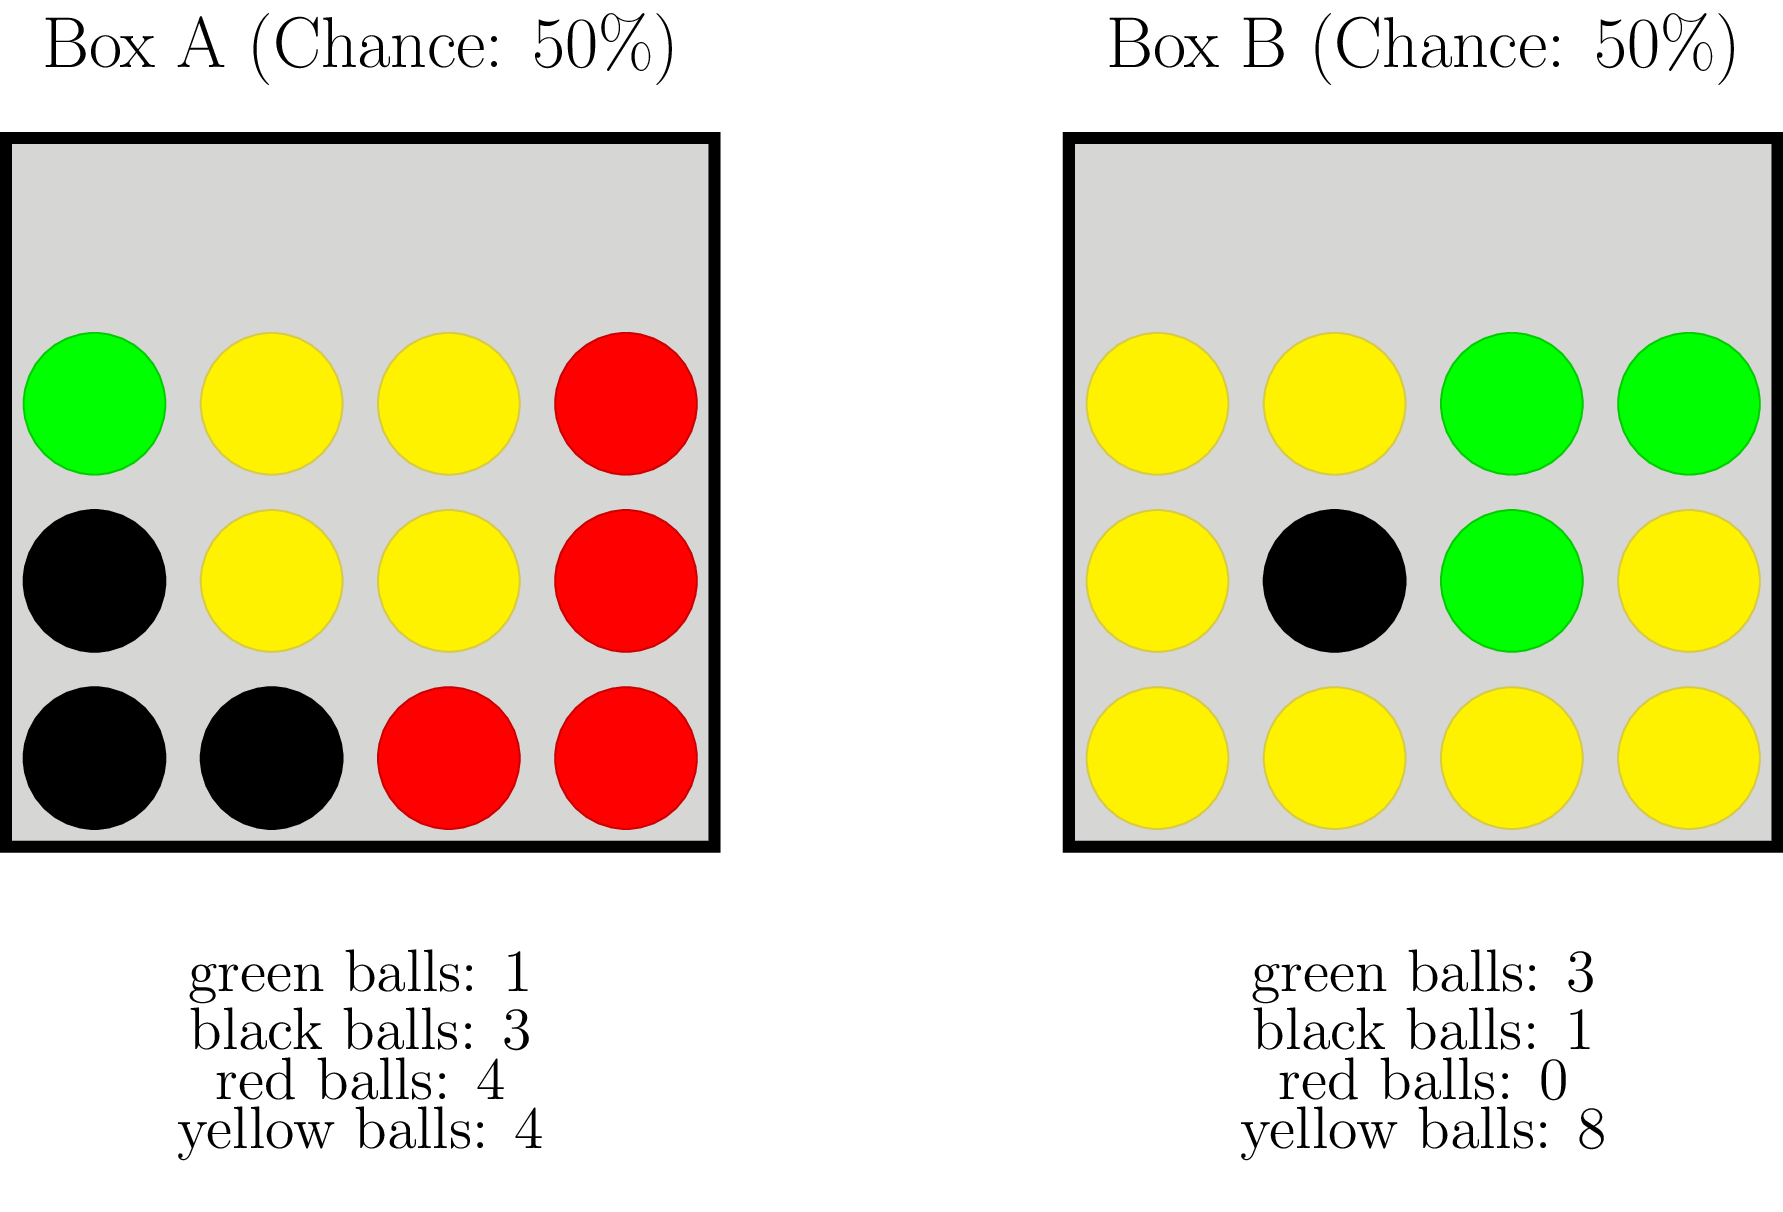 Box A (Chance: 50%)
Box B (Chance: 50%)
green balls: 1
black balls: 3
red balls: 4
yellow balls: 4
green balls: 3
black balls: 1
red balls: 0
yellow balls: 8